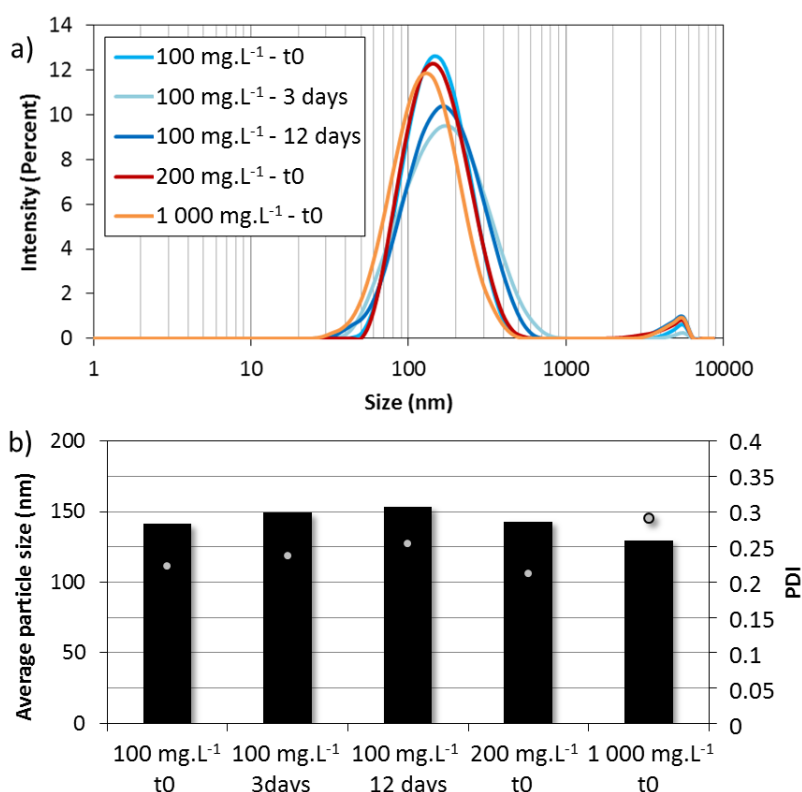 a)
14
12
10
8
6
4
2
0
Intensity (Percent)
100 mg.L⁻¹ - t0
100 mg.L⁻¹ - 3 days
100 mg.L⁻¹ - 12 days
200 mg.L⁻¹ - t0
1 000 mg.L⁻¹ - t0
1 10 100 1000 10000
Size (nm)
b)
200
150
100
50
0
Average particle size (nm)
0.4
0.35
0.3
0.25
0.2
0.15
0.1
0.05
0
PDI
100 mg.L⁻¹ 100 mg.L⁻¹ 100 mg.L⁻¹ 200 mg.L⁻¹ 1 000 mg.L⁻¹
t0 3days 12 days t0 t0